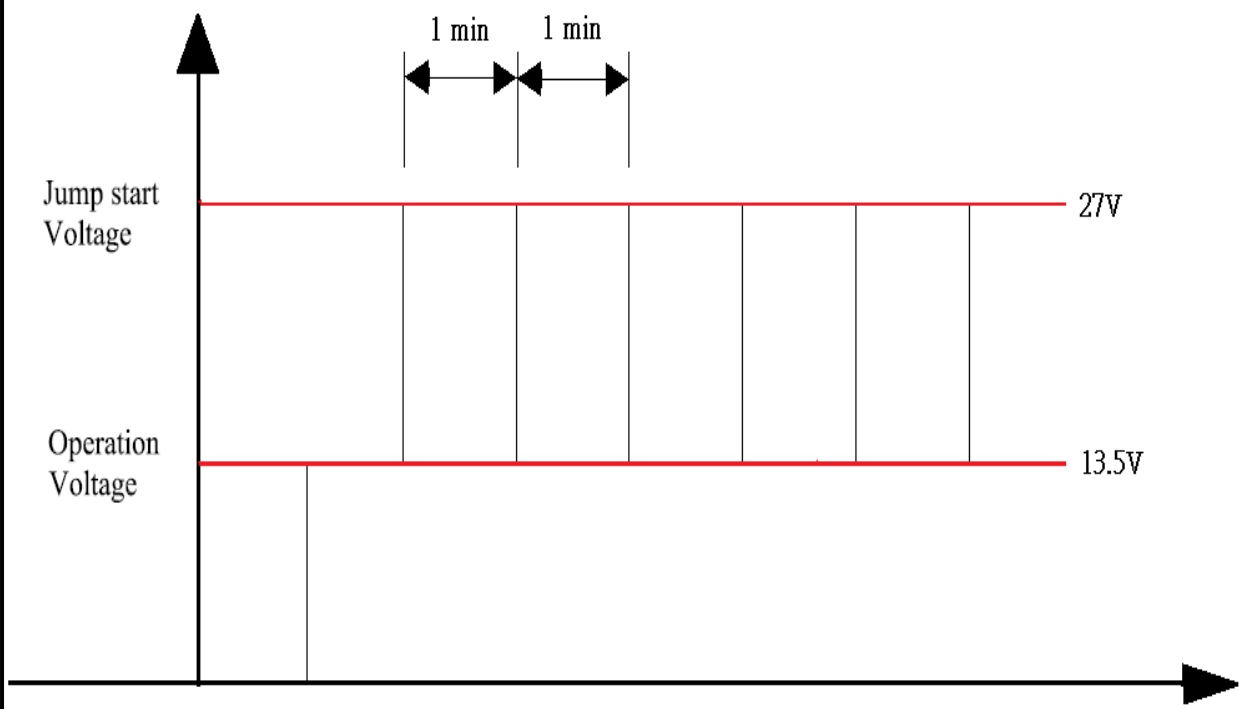 1 min
1 min
Jump start
Voltage
27V
Operation
Voltage
13.5V